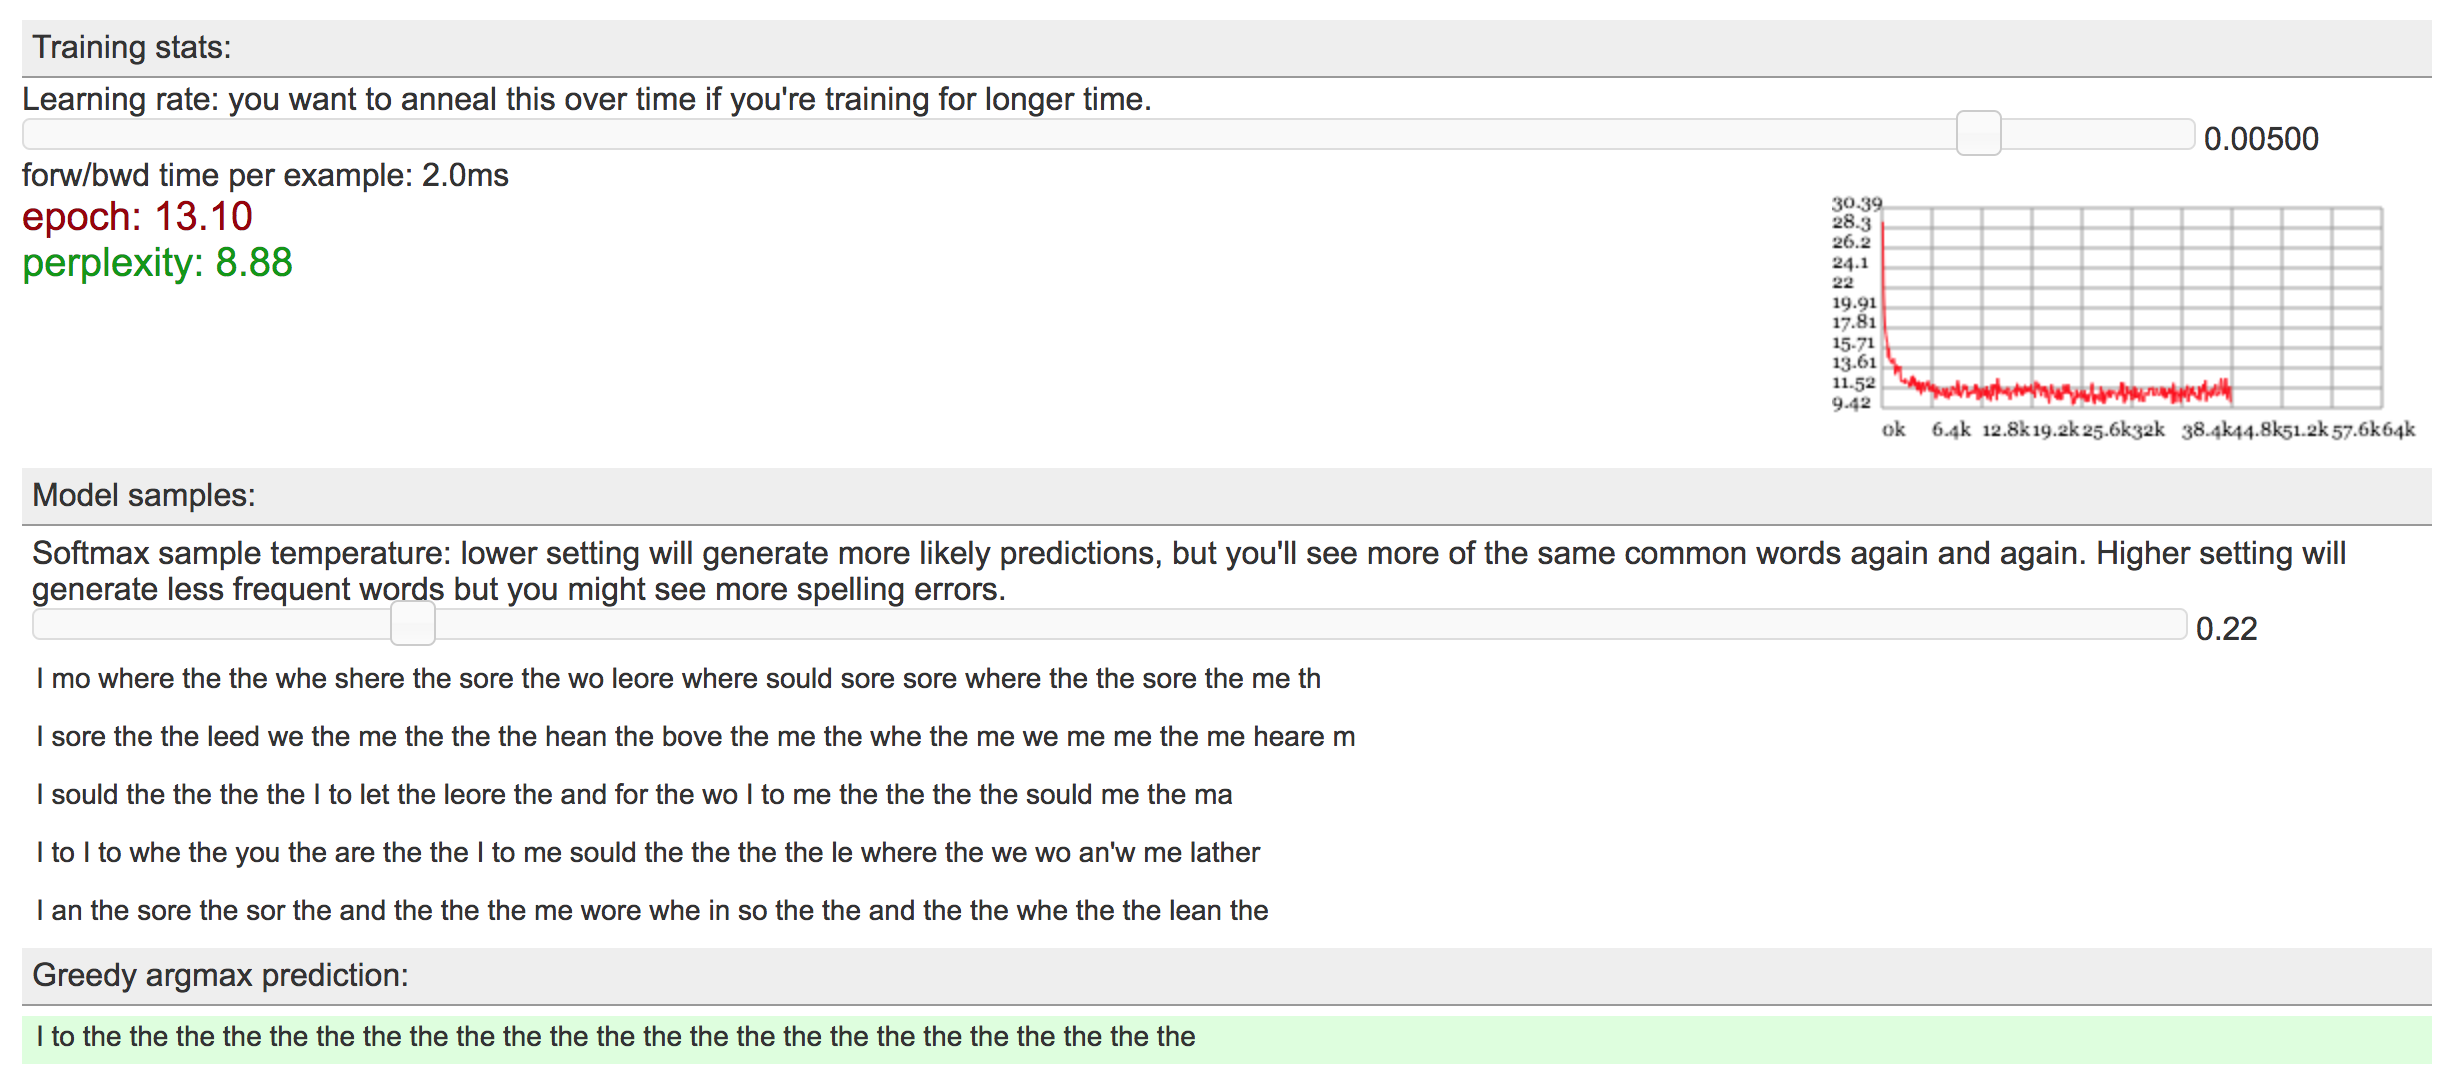 Training stats:
Learning rate: you want to anneal this over time if you're training for longer time.
0.00500
forw/bwd time per example: 2.0ms
epoch: 13.10
perplexity: 8.88
30.39
28.3
26.2
24.1
22
19.91
17.81
15.71
13.61
11.52
9.42
0k 6.4k 12.8k 19.2k 25.6k 32k 38.4k 44.8k 51.2k 57.6k 64k
Model samples:
Softmax sample temperature: lower setting will generate more likely predictions, but you'll see more of the same common words again and again. Higher setting will
generate less frequent words but you might see more spelling errors.
0.22
I mo where the the whe shere the sore the wo leore where sould sore sore where the the sore the me th
I sore the the leed we the me the the the hean the bove the me the whe the me we me me the me heare m
I sould the the the the I to let the leore the and for the wo I to me the the the the sould me the ma
I to I to whe the you the are the the I to me sould the the the the le where the we wo an'w me lather
I an the sore the sor the and the the the me wore whe in so the the and the the whe the the lean the
Greedy argmax prediction:
I to the the the the the the the the the the the the the the the the the the the the the the the the